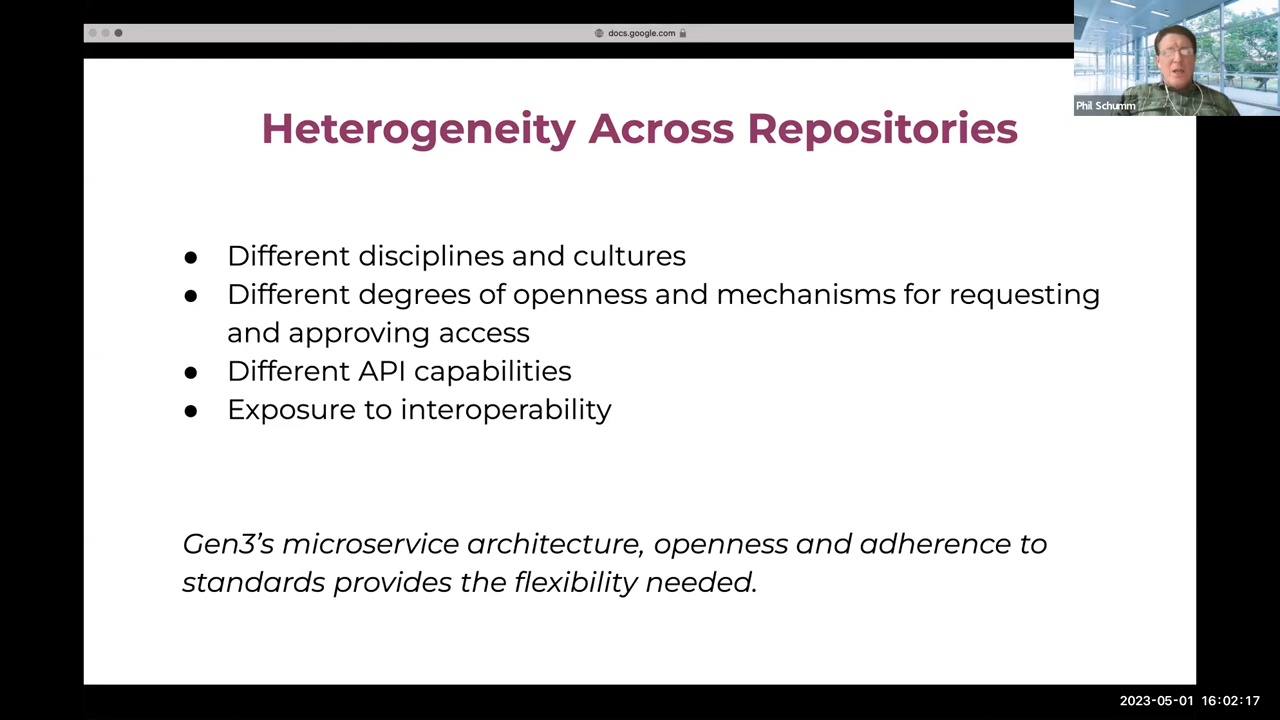 docs.google.com
Phil Schumm
Heterogeneity Across Repositories
● Different disciplines and cultures
● Different degrees of openness and mechanisms for requesting
and approving access
● Different API capabilities
● Exposure to interoperability
Gen3’s microservice architecture, openness and adherence to
standards provides the flexibility needed.
2023-05-01 16:02:17